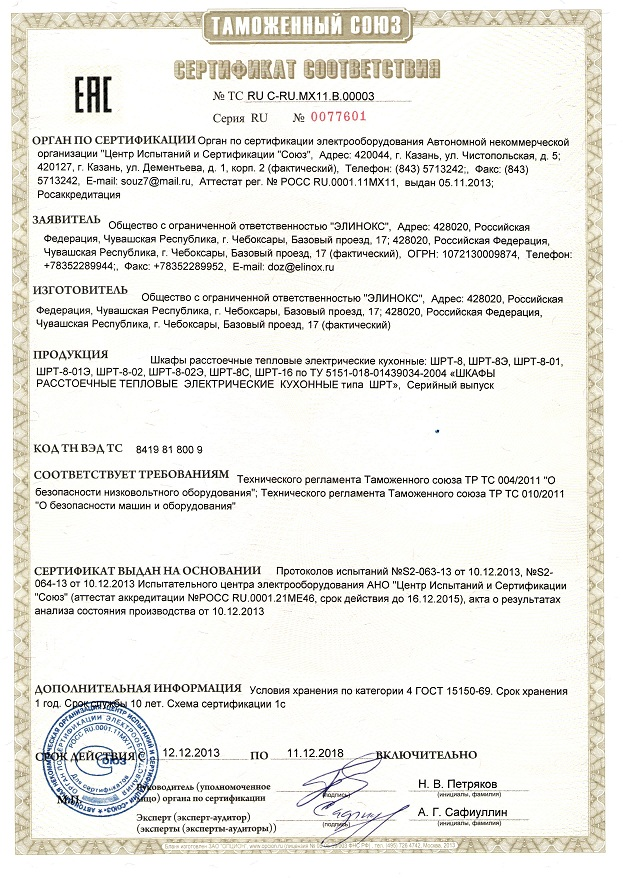 ТАМОЖЕННЫЙ СОЮЗ
СЕРТИФИКАТ СООТВЕТСТВИЯ
ЕАС
№ ТС RU C-RU.MX11.B.00003
Серия RU № 0077601
ОРГАН ПО СЕРТИФИКАЦИИ Орган по сертификации электрооборудования Автономной некоммерческой
организации "Центр Испытаний и Сертификации "Союз", Адрес: 420044, г. Казань, ул. Чистопольская, д. 5;
420127, г. Казань, ул. Дементьева, д. 1, корп. 2 (фактический), Телефон: (843) 5713242;, Факс: (843)
5713242, E-mail: souz7@mail.ru, Аттестат рег. № РОСС RU.0001.11МХ11, выдан 05.11.2013;
Росаккредитация
ЗАЯВИТЕЛЬ Общество с ограниченной ответственностью "ЭЛИНОКС", Адрес: 428020, Российская
Федерация, Чувашская Республика, г. Чебоксары, Базовый проезд, 17; 428020, Российская Федерация,
Чувашская Республика, г. Чебоксары, Базовый проезд, 17 (фактический), ОГРН: 1072130009874, Телефон:
+78352289944;, Факс: +78352289952, E-mail: doz@elinox.ru
ИЗГОТОВИТЕЛЬ Общество с ограниченной ответственностью "ЭЛИНОКС", Адрес: 428020, Российская
Федерация, Чувашская Республика, г. Чебоксары, Базовый проезд, 17; 428020, Российская Федерация,
Чувашская Республика, г. Чебоксары, Базовый проезд, 17 (фактический)
ПРОДУКЦИЯ Шкафы расстоечные тепловые электрические кухонные: ШРТ-8, ШРТ-8Э, ШРТ-8-01,
ШРТ-8-01Э, ШРТ-8-02, ШРТ-8-02Э, ШРТ-8С, ШРТ-16 по ТУ 5151-018-01439034-2004 «ШКАФЫ
РАССТОЕЧНЫЕ ТЕПЛОВЫЕ ЭЛЕКТРИЧЕСКИЕ КУХОННЫЕ типа ШРТ», Серийный выпуск
КОД ТН ВЭД ТС 8419 81 800 9
СООТВЕТСТВУЕТ ТРЕБОВАНИЯМ Технического регламента Таможенного союза ТР ТС 004/2011 "О
безопасности низковольтного оборудования"; Технического регламента Таможенного союза ТР ТС 010/2011
"О безопасности машин и оборудования"
СЕРТИФИКАТ ВЫДАН НА ОСНОВАНИИ Протоколов испытаний №S2-063-13 от 10.12.2013, №S2-
064-13 от 10.12.2013 Испытательного центра электрооборудования АНО "Центр Испытаний и Сертификации
"Союз" (аттестат аккредитации №РОСС RU.0001.21МЕ46, срок действия до 16.12.2015), акта о результатах
анализа состояния производства от 10.12.2013
ДОПОЛНИТЕЛЬНАЯ ИНФОРМАЦИЯ Условия хранения по категории 4 ГОСТ 15150-69. Срок хранения
1 год. Срок службы 10 лет. Схема сертификации 1с
СРОК ДЕЙСТВИЯ С 12.12.2013 ПО 11.12.2018 ВКЛЮЧИТЕЛЬНО
М.П.
Руководитель (уполномоченное
лицо) органа по сертификации
(подпись)
Н. В. Петряков
(инициалы, фамилия)
Эксперт (эксперт-аудитор)
(эксперты (эксперты-аудиторы))
(подпись)
А. Г. Сафиуллин
(инициалы, фамилия)
СОЮЗ
Для сертификатов
РОСС RU.0001.11МХ11